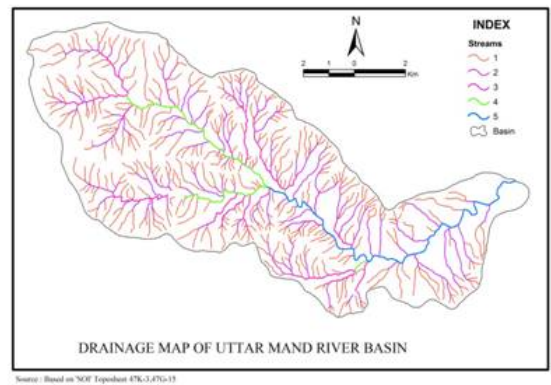 INDEX
Streams
1
2
3
4
5
Basin
N
2 1 0 2
Km
DRAINAGE MAP OF UTTAR MAND RIVER BASIN
Source : Based on 'SOI' Toposheet 47K-3,47G-15